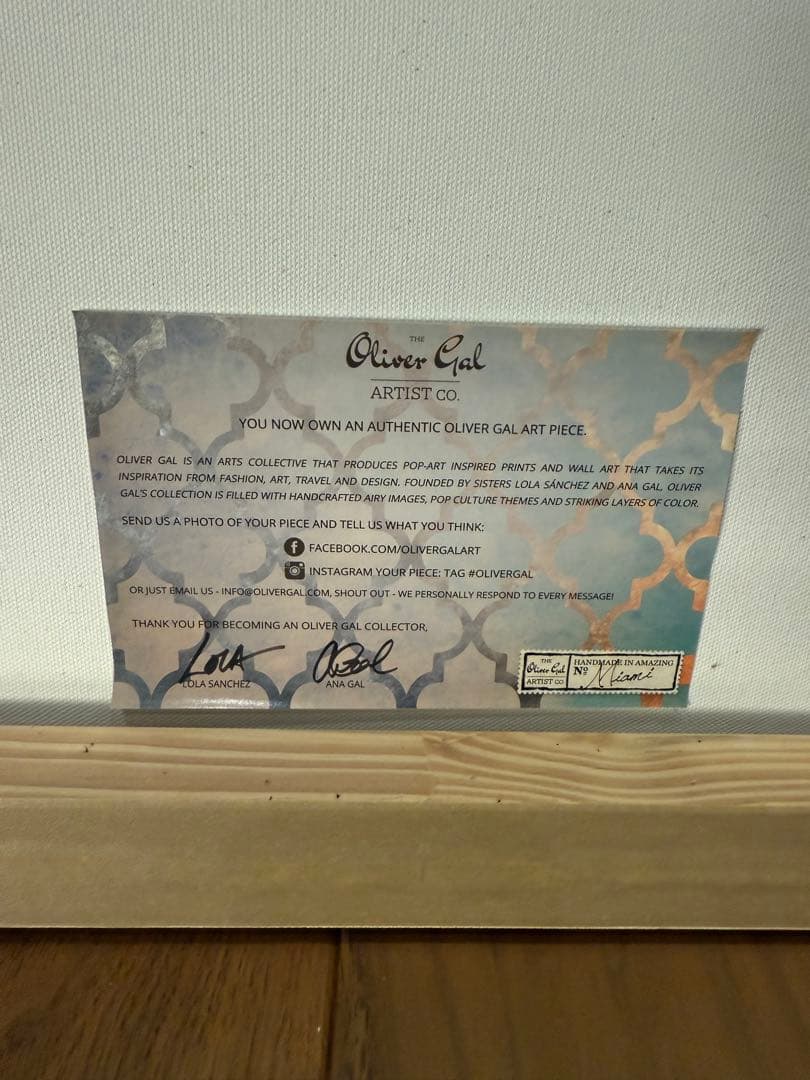 THE
Oliver Gal
ARTIST CO.
YOU NOW OWN AN AUTHENTIC OLIVER GAL ART PIECE.
OLIVER GAL IS AN ARTS COLLECTIVE THAT PRODUCES POP-ART INSPIRED PRINTS AND WALL ART THAT TAKES ITS
INSPIRATION FROM FASHION, ART, TRAVEL AND DESIGN. FOUNDED BY SISTERS LOLA SÁNCHEZ AND ANA GAL, OLIVER
GAL'S COLLECTION IS FILLED WITH HANDCRAFTED AIRY IMAGES, POP CULTURE THEMES AND STRIKING LAYERS OF COLOR.
SEND US A PHOTO OF YOUR PIECE AND TELL US WHAT YOU THINK:
f FACEBOOK.COM/OLIVERGALART
INSTAGRAM YOUR PIECE: TAG #OLIVERGAL
OR JUST EMAIL US - INFO@OLIVERGAL.COM, SHOUT OUT - WE PERSONALLY RESPOND TO EVERY MESSAGE!
THANK YOU FOR BECOMING AN OLIVER GAL COLLECTOR,
LOLA
LOLA SANCHEZ
ANA GAL
THE
Oliver Gal
ARTIST CO
HANDMADE IN AMAZING
Nº Miami